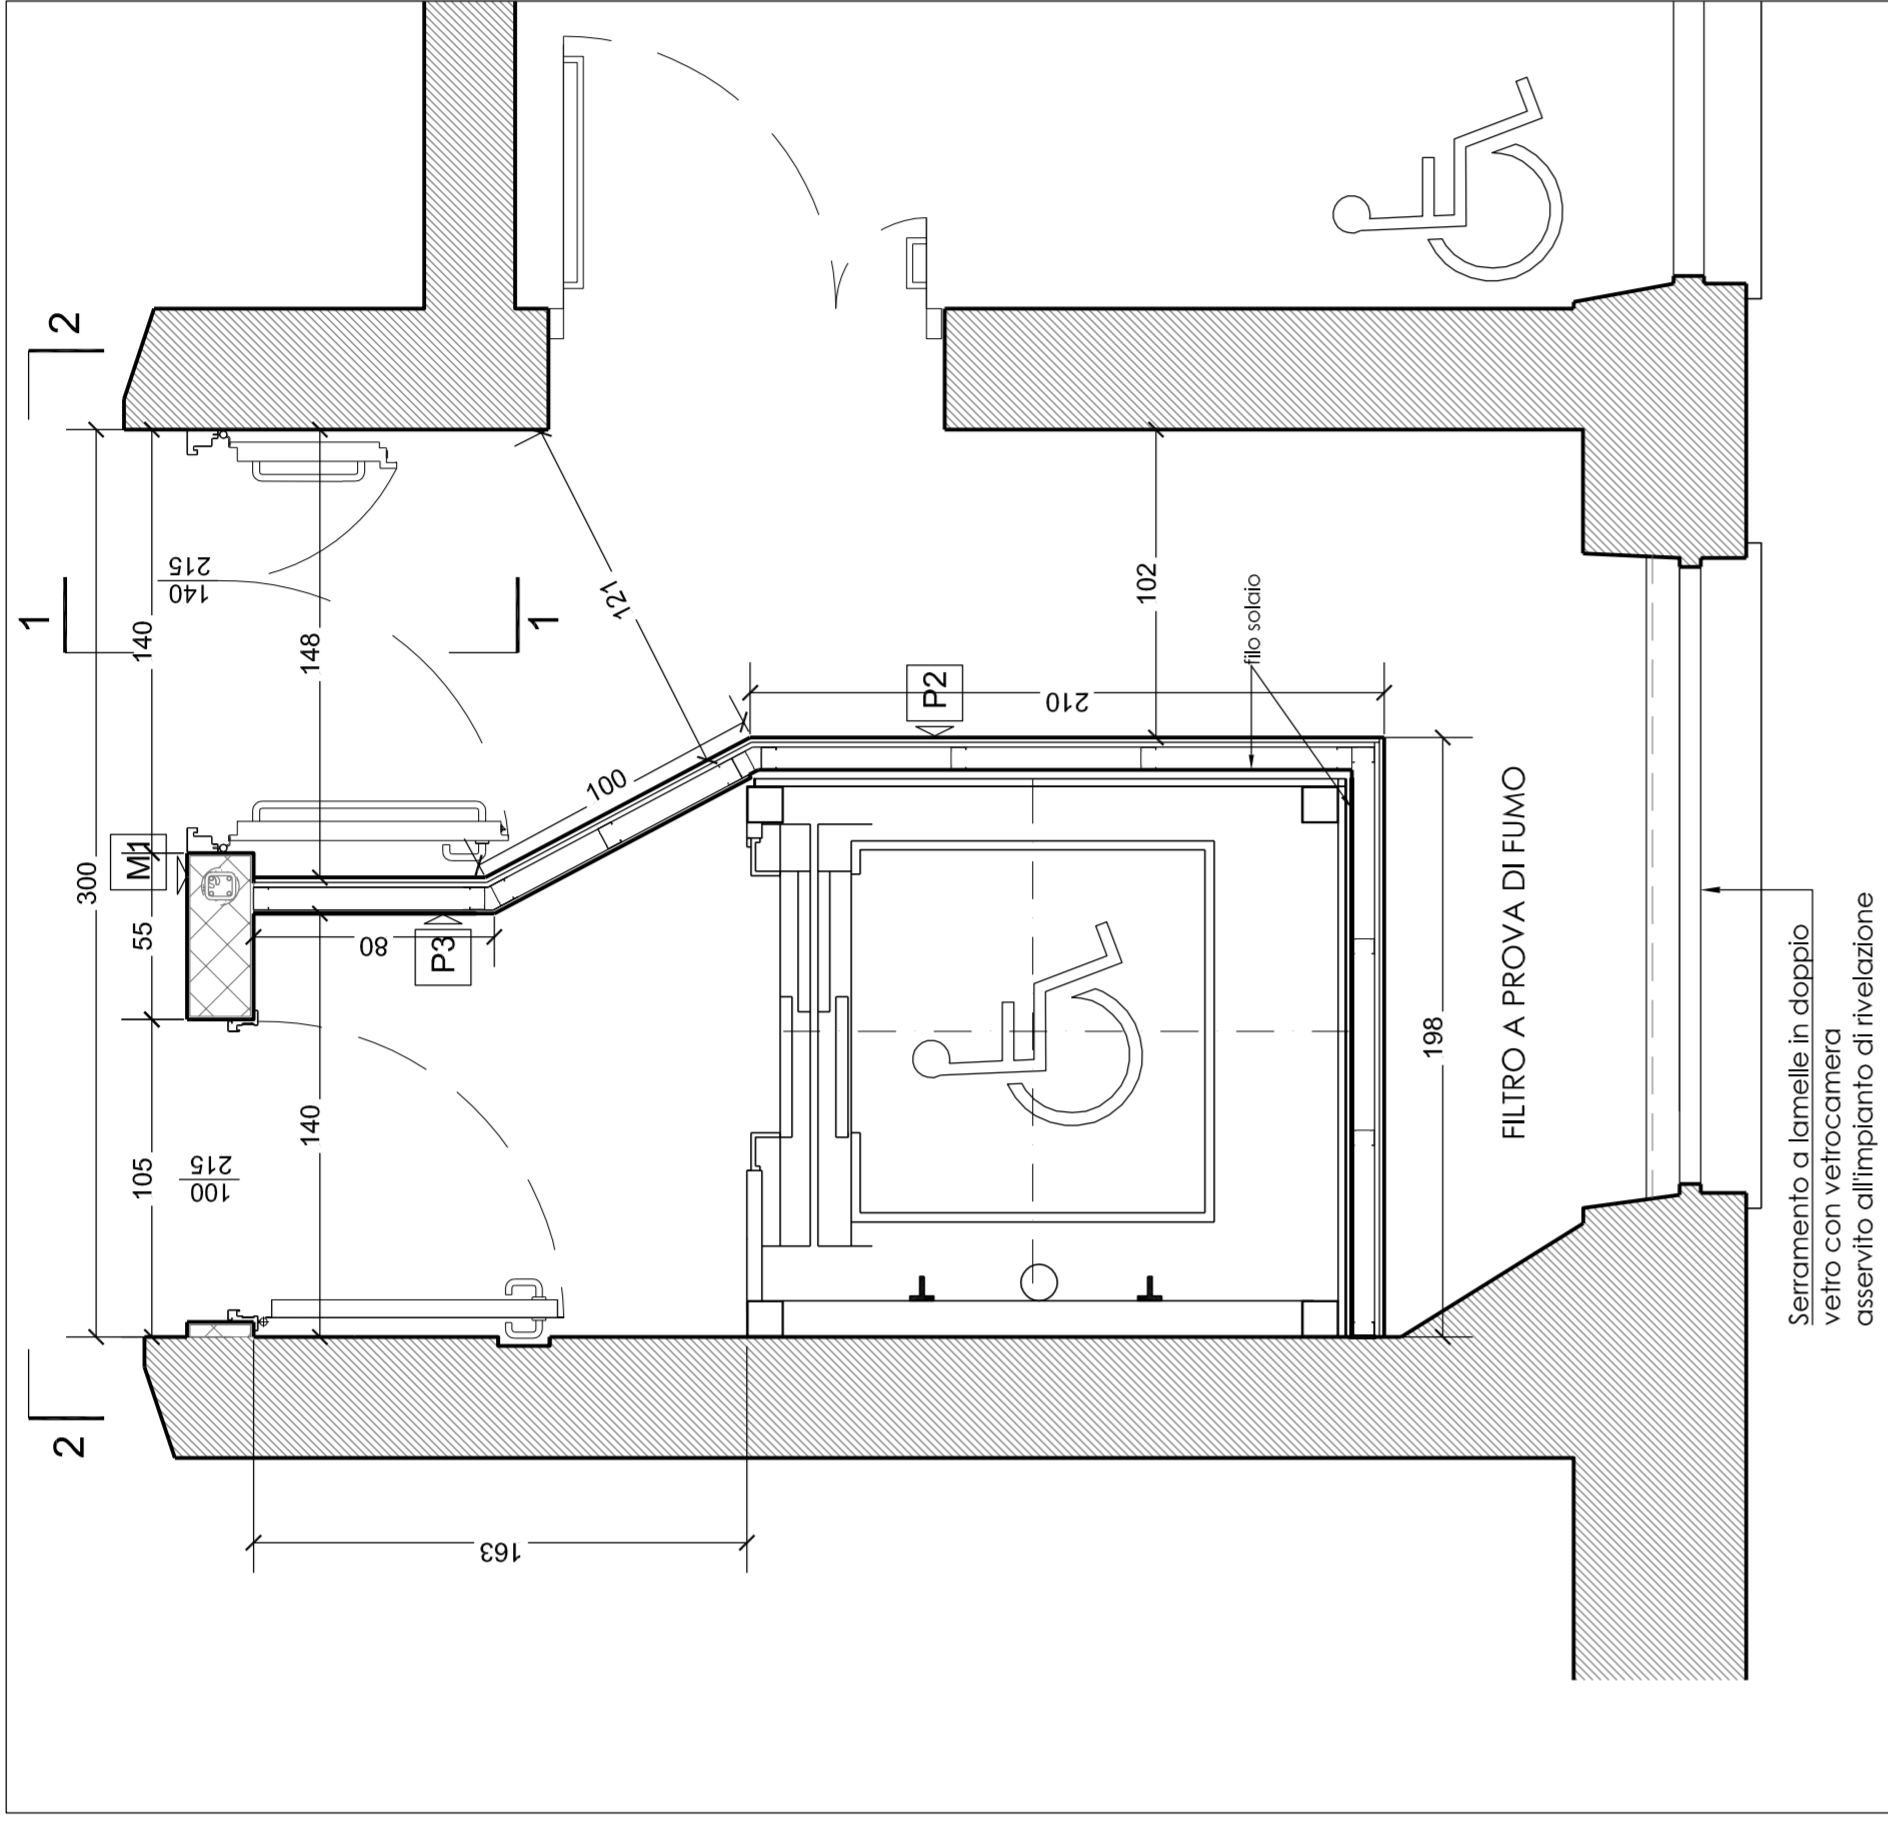 2
2
1
1
300
105
55
140
M1
100
215
140
215
140
148
80
P3
100
121
P2
210
102
filo solaio
163
198
FILTRO A PROVA DI FUMO
Serramento a lamelle in doppio
vetro con vetrocamera
asservito all'impianto di rivelazione